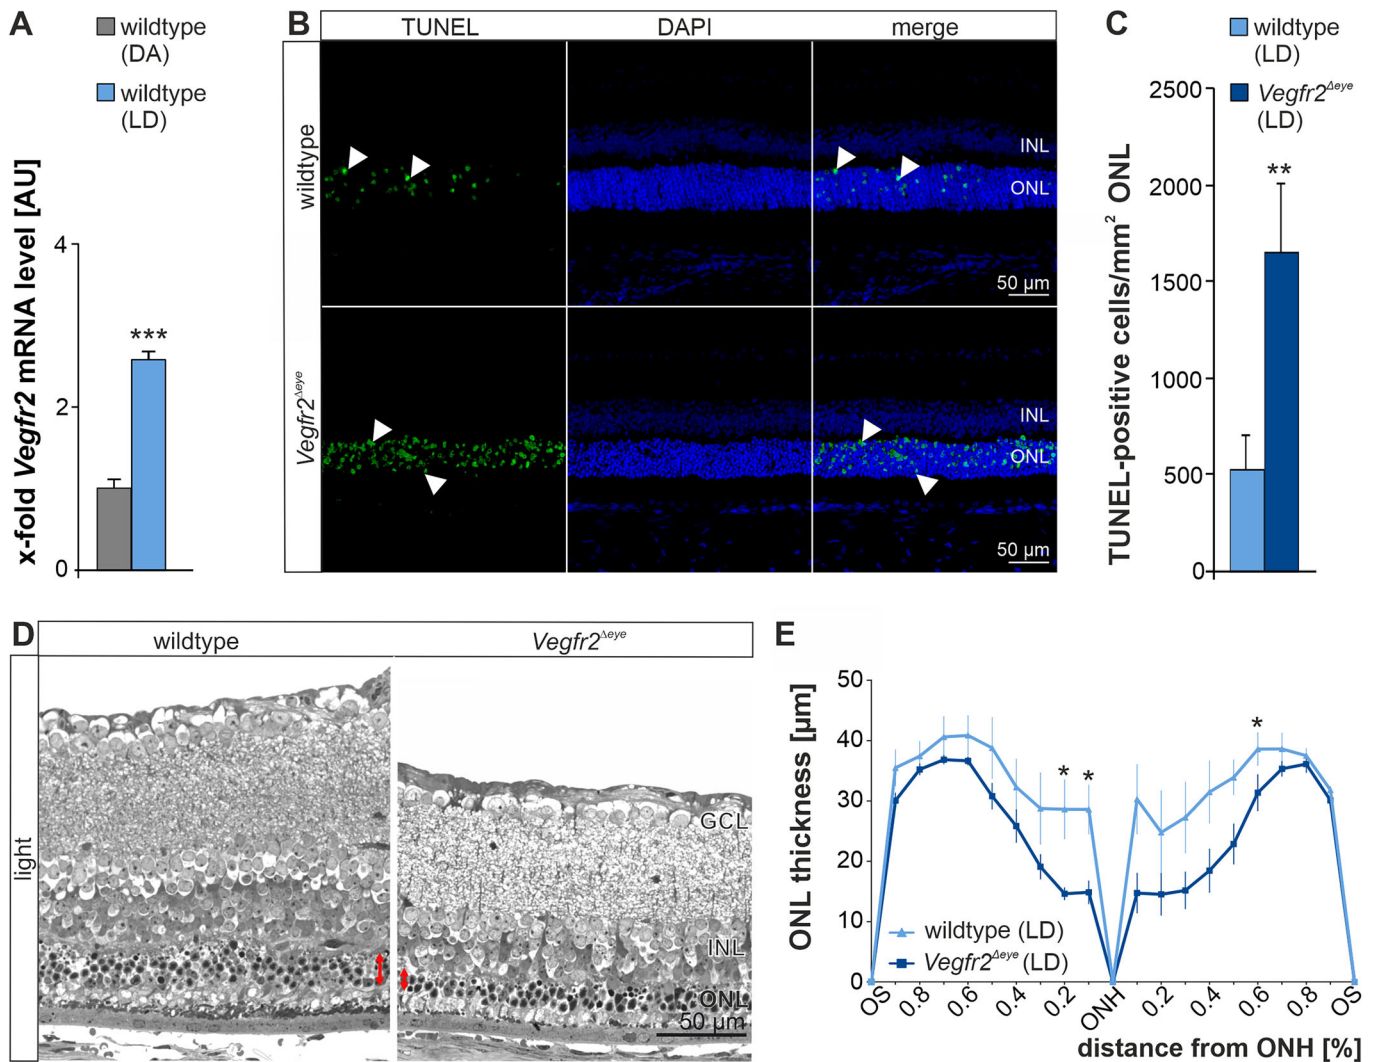 A
wildtype
(DA)
wildtype
(LD)
x-fold Vegfr2 mRNA level [AU]
4
2
0
***
B
TUNEL
DAPI
merge
wildtype
INL
ONL
50 µm
Vegfr2Δeye
INL
ONL
50 µm
C
wildtype
(LD)
Vegfr2Δeye
(LD)
TUNEL-positive cells/mm² ONL
2500
2000
1500
1000
500
0
**
D
wildtype
Vegfr2Δeye
light
GCL
INL
ONL
50 µm
E
ONL thickness [µm]
50
40
30
20
10
0
*
*
*
wildtype (LD)
Vegfr2Δeye (LD)
OS
0.8
0.6
0.4
0.2
ONH
0.2
0.4
0.6
0.8
OS
distance from ONH [%]